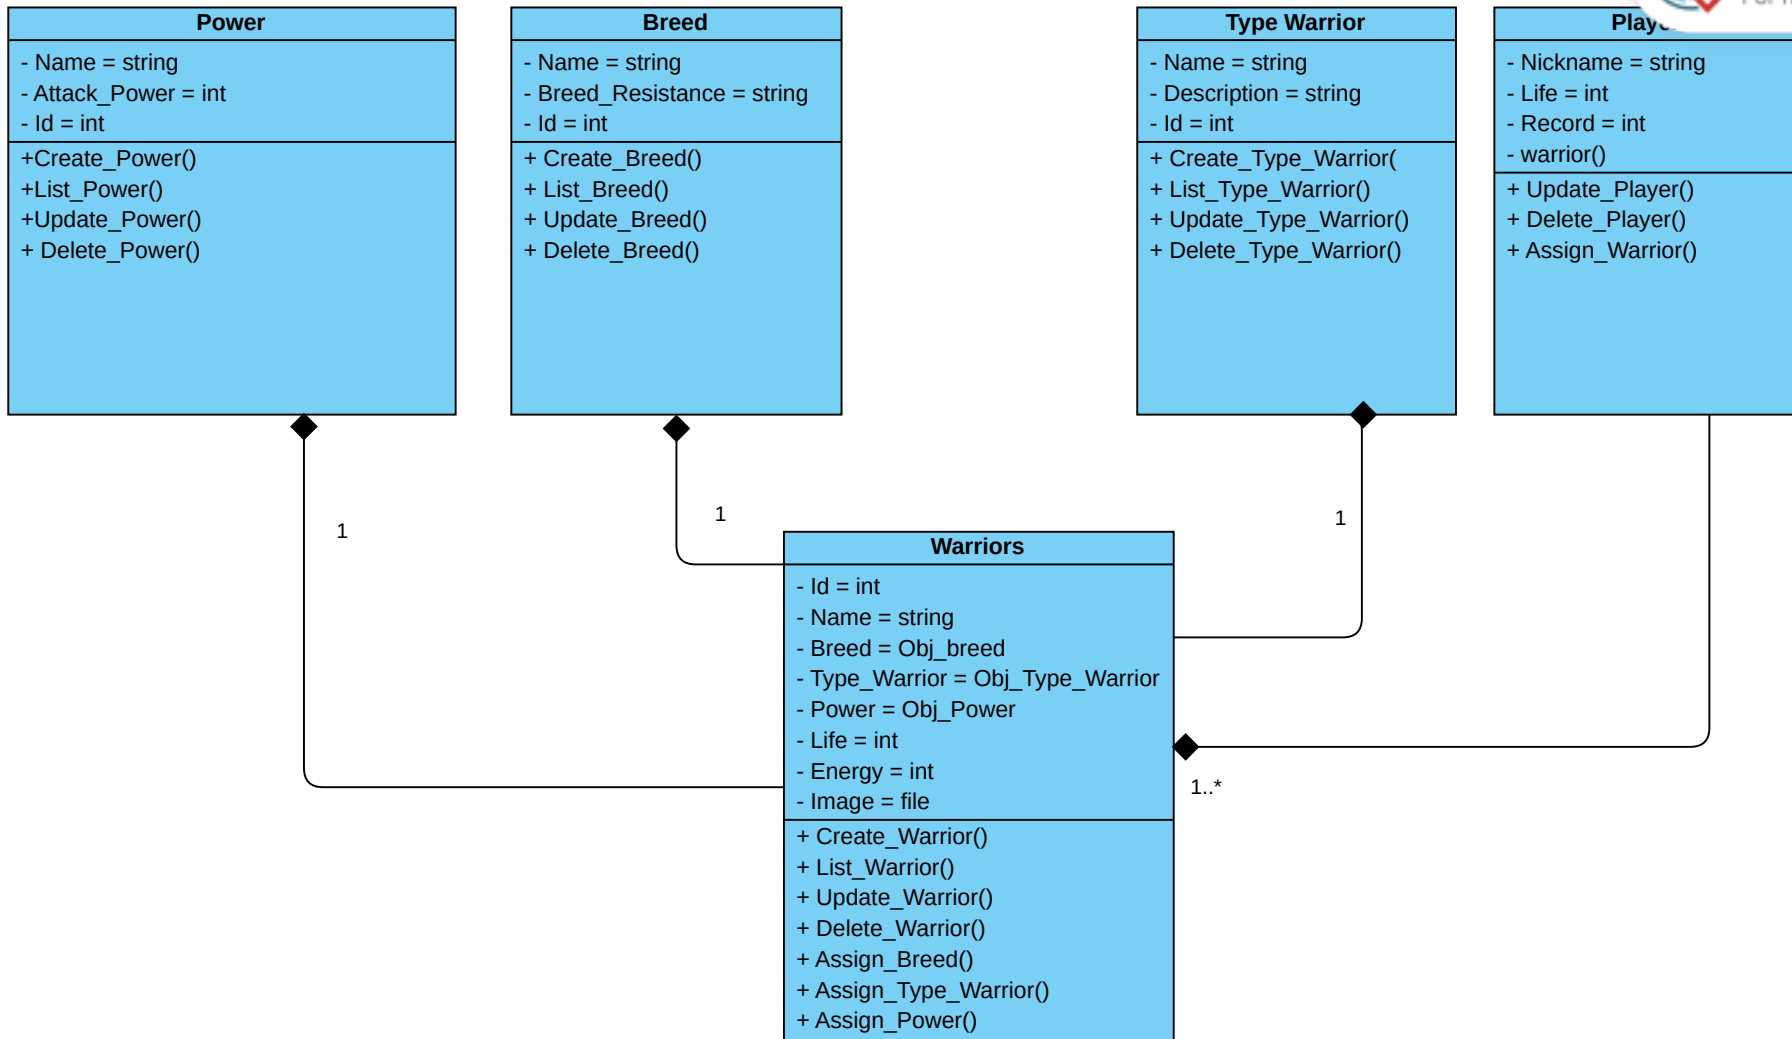 Power
- Name = string
- Attack_Power = int
- Id = int
+Create_Power()
+List_Power()
+Update_Power()
+ Delete_Power()
Breed
- Name = string
- Breed_Resistance = string
- Id = int
+ Create_Breed()
+ List_Breed()
+ Update_Breed()
+ Delete_Breed()
Type Warrior
- Name = string
- Description = string
- Id = int
+ Create_Type_Warrior(
+ List_Type_Warrior()
+ Update_Type_Warrior()
+ Delete_Type_Warrior()
- Nickname = string
- Life = int
- Record = int
- warrior()
+ Update_Player()
+ Delete_Player()
+ Assign_Warrior()
1
1
1
1..*
Warriors
- Id = int
- Name = string
- Breed = Obj_breed
- Type_Warrior = Obj_Type_Warrior
- Power = Obj_Power
- Life = int
- Energy = int
- Image = file
+ Create_Warrior()
+ List_Warrior()
+ Update_Warrior()
+ Delete_Warrior()
+ Assign_Breed()
+ Assign_Type_Warrior()
+ Assign_Power()